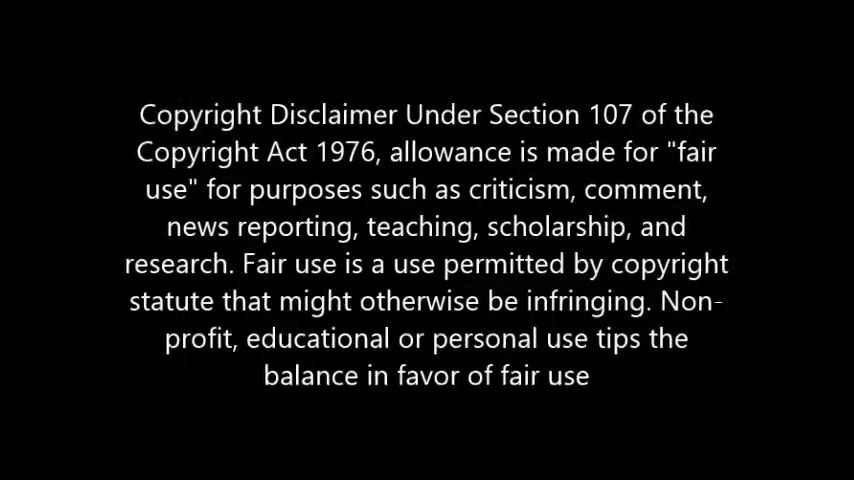 Copyright Disclaimer Under Section 107 of the
Copyright Act 1976, allowance is made for "fair
use" for purposes such as criticism, comment,
news reporting, teaching, scholarship, and
research. Fair use is a use permitted by copyright
statute that might otherwise be infringing. Non-
profit, educational or personal use tips the
balance in favor of fair use